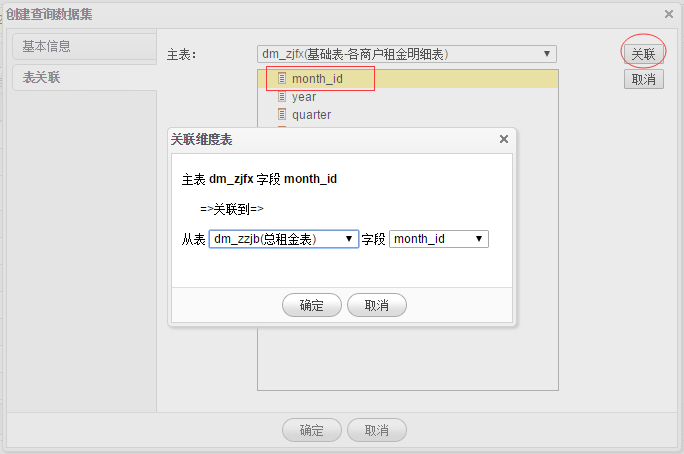 创建查询数据集
基本信息
表关联
主表：
dm_zjfx(基础表-各商户租金明细表)
关联
取消
month_id
year
quarter
关联维度表
主表 dm_zjfx 字段 month_id
=>关联到=>
从表 dm_zzjb(总租金表) 字段 month_id
确定 取消
确定 取消